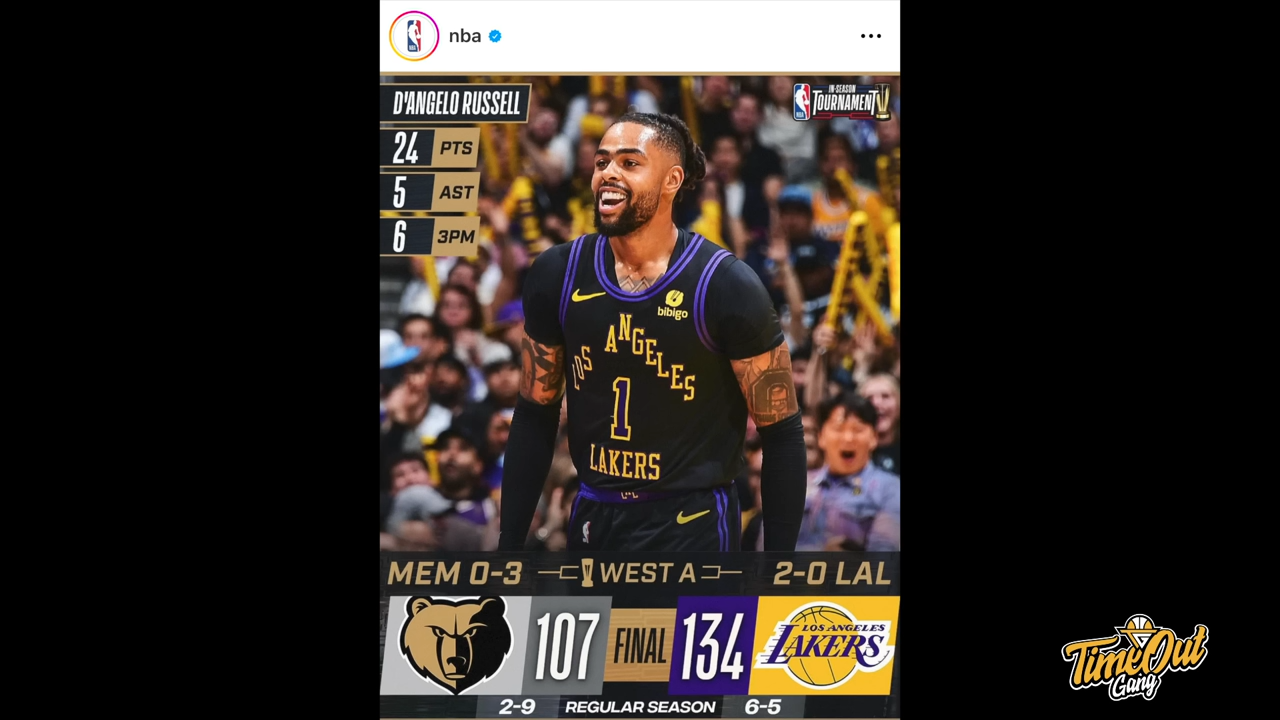 nba
D'ANGELO RUSSELL
24 PTS
5 AST
6 3PM
NBA
IN-SEASON
TOURNAMENT
bibigo
LOS ANGELES
1
LAKERS
MEM 0-3 WEST A 2-0 LAL
107 FINAL 134
LOS ANGELES
LAKERS
2-9 REGULAR SEASON 6-5
TimeOut
Gang